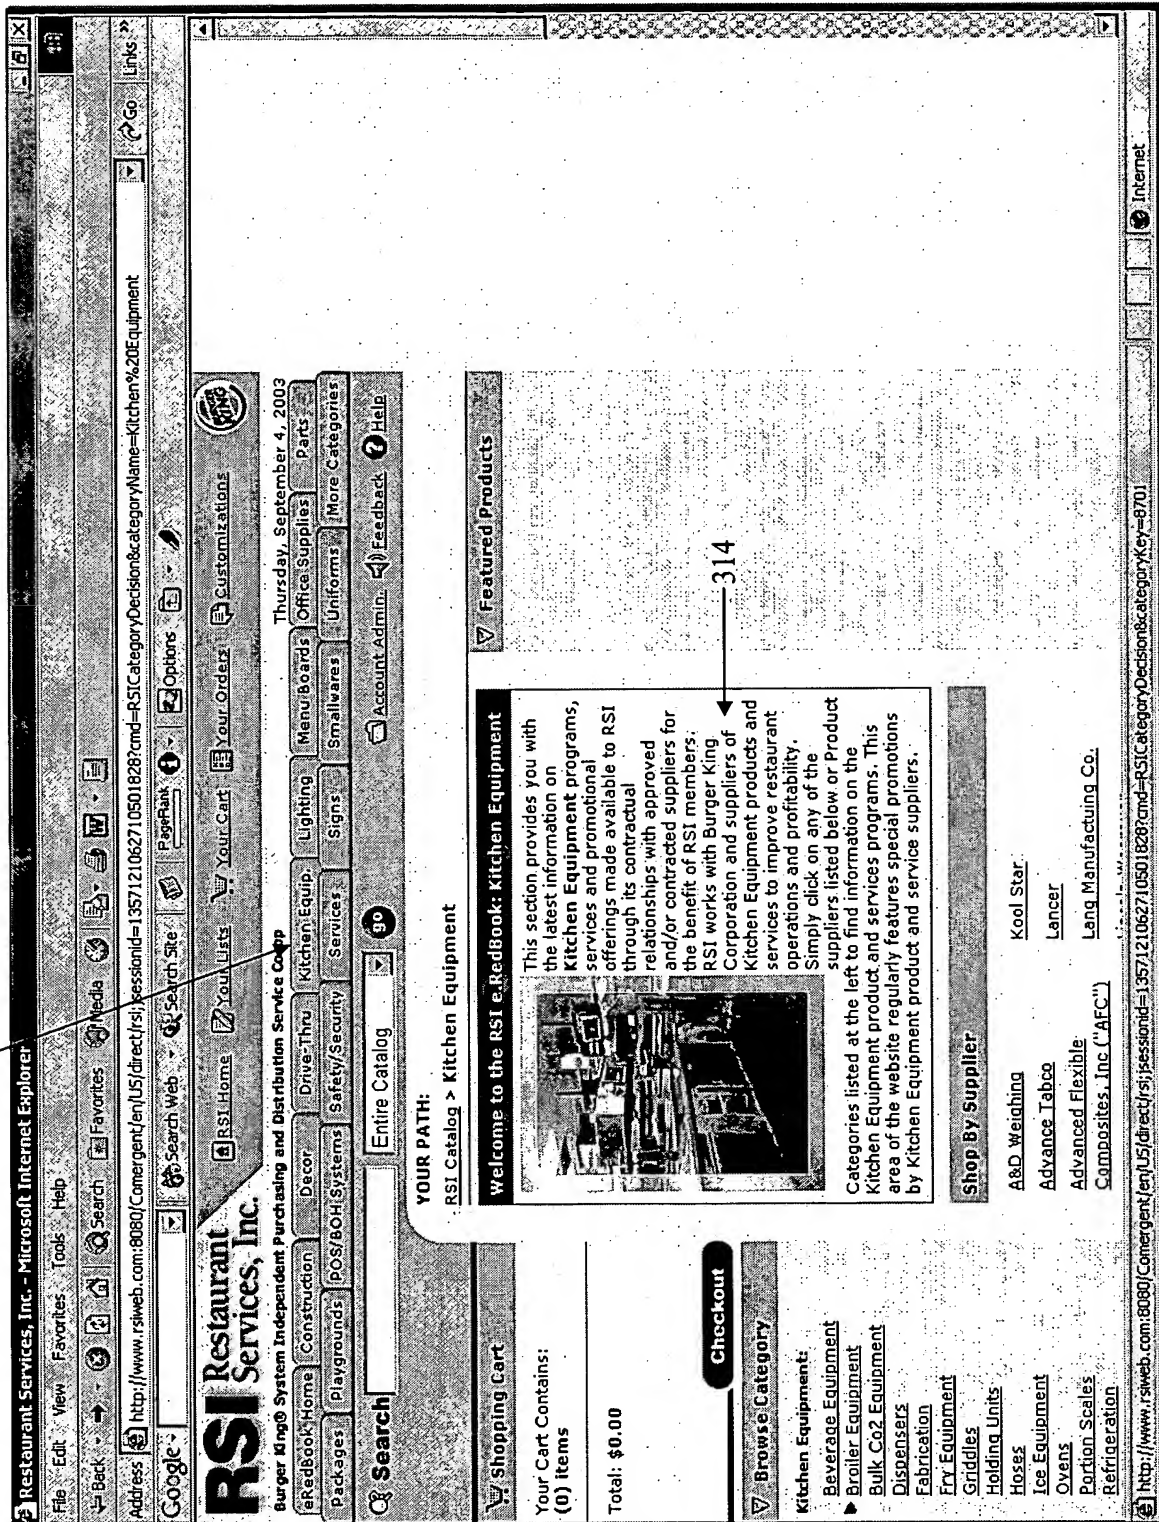 Restaurant Services, Inc. - Microsoft Internet Explorer
File Edit View Favorites Tools Help
Back Search Favorites Media
Address http://www.rsiweb.com:8080/Comergent/en/US/direct/rsi;jsessionid=1357121062710501828?cmd=RSICategoryDecision&categoryName=Kitchen%20Equipment Go Links »
Google Search Web Search Site PageRank Options
RSI Restaurant Services, Inc.
RSI Home Your Lists Your Cart Your Orders Customizations
BURGER KING
Burger King® System Independent Purchasing and Distribution Service Coopp
Thursday, September 4, 2003
eRedBook Home Construction Decor Drive-Thru Kitchen Equip. Lighting Menu Boards Office Supplies Parts
Packages Playgrounds POS/BOH Systems Safety/Security Services Signs Smallwares Uniforms More Categories
Search Entire Catalog go Account Admin. Feedback Help
YOUR PATH:
RSI Catalog > Kitchen Equipment
Shopping Cart
Your Cart Contains:
(0) items
Total: $0.00
Checkout
Browse Category
Kitchen Equipment:
Beverage Equipment
Broiler Equipment
Bulk Co2 Equipment
Dispensers
Fabrication
Fry Equipment
Griddles
Holding Units
Hoses
Ice Equipment
Ovens
Portion Scales
Refrigeration
Welcome to the RSI e.RedBook: Kitchen Equipment
This section provides you with
the latest information on
Kitchen Equipment programs,
services and promotional
offerings made available to RSI
through its contractual
relationships with approved
and/or contracted suppliers for
the benefit of RSI members.
RSI works with Burger King
Corporation and suppliers of
Kitchen Equipment products and
services to improve restaurant
operations and profitability.
Simply click on any of the
suppliers listed below or Product
Categories listed at the left to find information on the
Kitchen Equipment product and services programs. This
area of the website regularly features special promotions
by Kitchen Equipment product and service suppliers.
314
Featured Products
Shop By Supplier
A&D Weighing Kool Star
Advance Tabco Lancer
Advanced Flexible Lang Manufactuing Co.
Composites, Inc ("AFC")
http://www.rsiweb.com:8080/Comergent/en/US/direct/rsi;jsessionid=1357121062710501828?cmd=RSICategoryDecision&categoryKey=8701 Internet